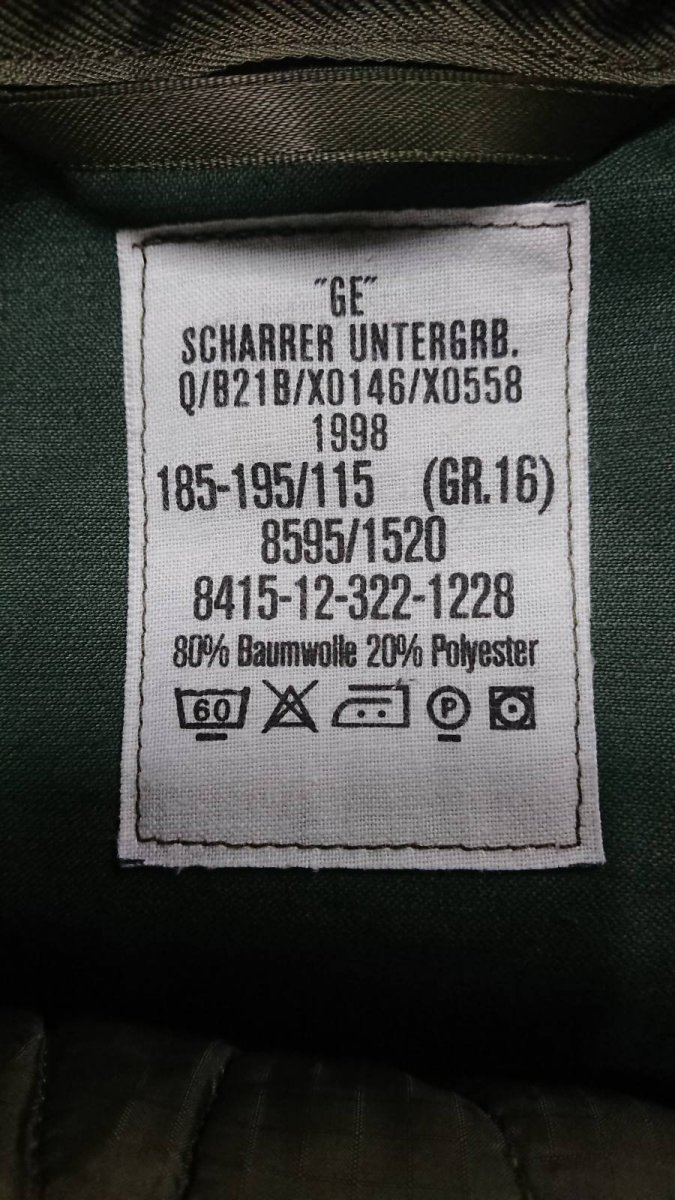 "GE"
SCHARRER UNTERGRB.
Q/B21B/X0146/X0558
1998
185-195/115 (GR.16)
8595/1520
8415-12-322-1228
80% Baumwolle 20% Polyester
60 P